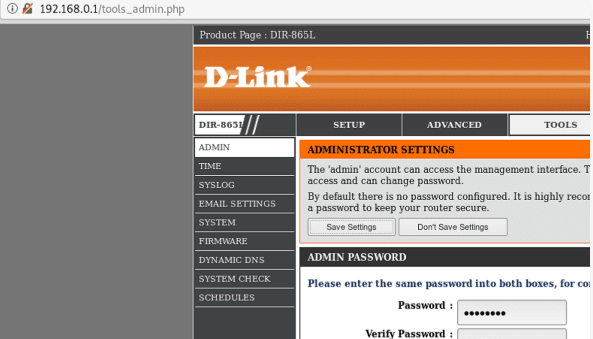 192.168.0.1/tools_admin.php
Product Page : DIR-865L
D-Link
DIR-865L
SETUP
ADVANCED
TOOLS
ADMIN
TIME
SYSLOG
EMAIL SETTINGS
SYSTEM
FIRMWARE
DYNAMIC DNS
SYSTEM CHECK
SCHEDULES
ADMINISTRATOR SETTINGS
The 'admin' account can access the management interface. T
access and can change password.
By default there is no password configured. It is highly recor
a password to keep your router secure.
Save Settings
Don't Save Settings
ADMIN PASSWORD
Please enter the same password into both boxes, for co
Password :
Verify Password :